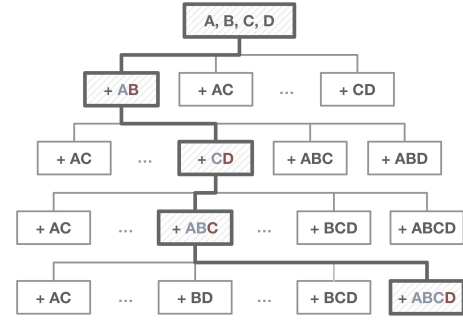 A, B, C, D
+ AB + AC ... + CD
+ AC ... + CD + ABC + ABD
+ AC ... + ABC ... + BCD + ABCD
+ AC ... + BD ... + BCD + ABCD